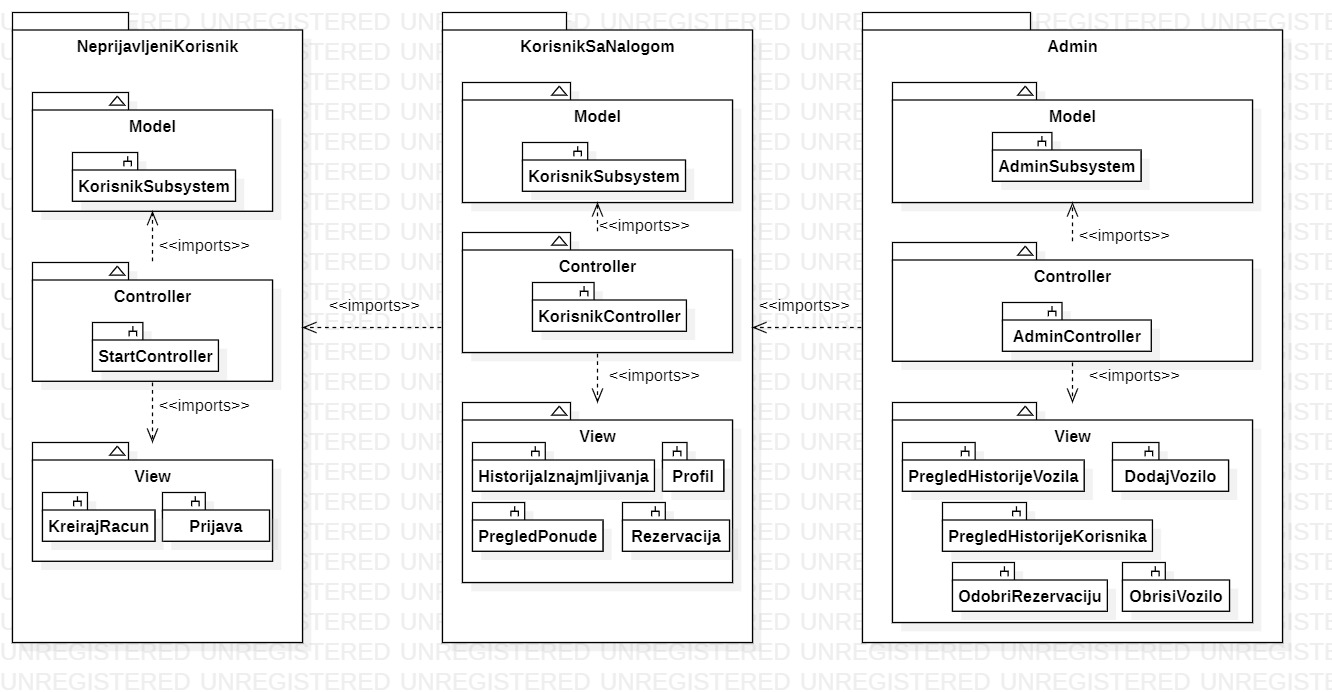 NeprijavljeniKorisnik
Model
KorisnikSubsystem
<<imports>>
Controller
StartController
<<imports>>
View
KreirajRacun
Prijava
<<imports>>
KorisnikSaNalogom
Model
KorisnikSubsystem
<<imports>>
Controller
KorisnikController
<<imports>>
View
HistorijaIznajmljivanja
Profil
PregledPonude
Rezervacija
<<imports>>
Admin
Model
AdminSubsystem
<<imports>>
Controller
AdminController
<<imports>>
View
PregledHistorijeVozila
DodajVozilo
PregledHistorijeKorisnika
OdobriRezervaciju
ObrisiVozilo
UNREGISTERED UNREGISTERED UNREGISTERED UNREGISTERED UNREGISTERED UNREGISTERED